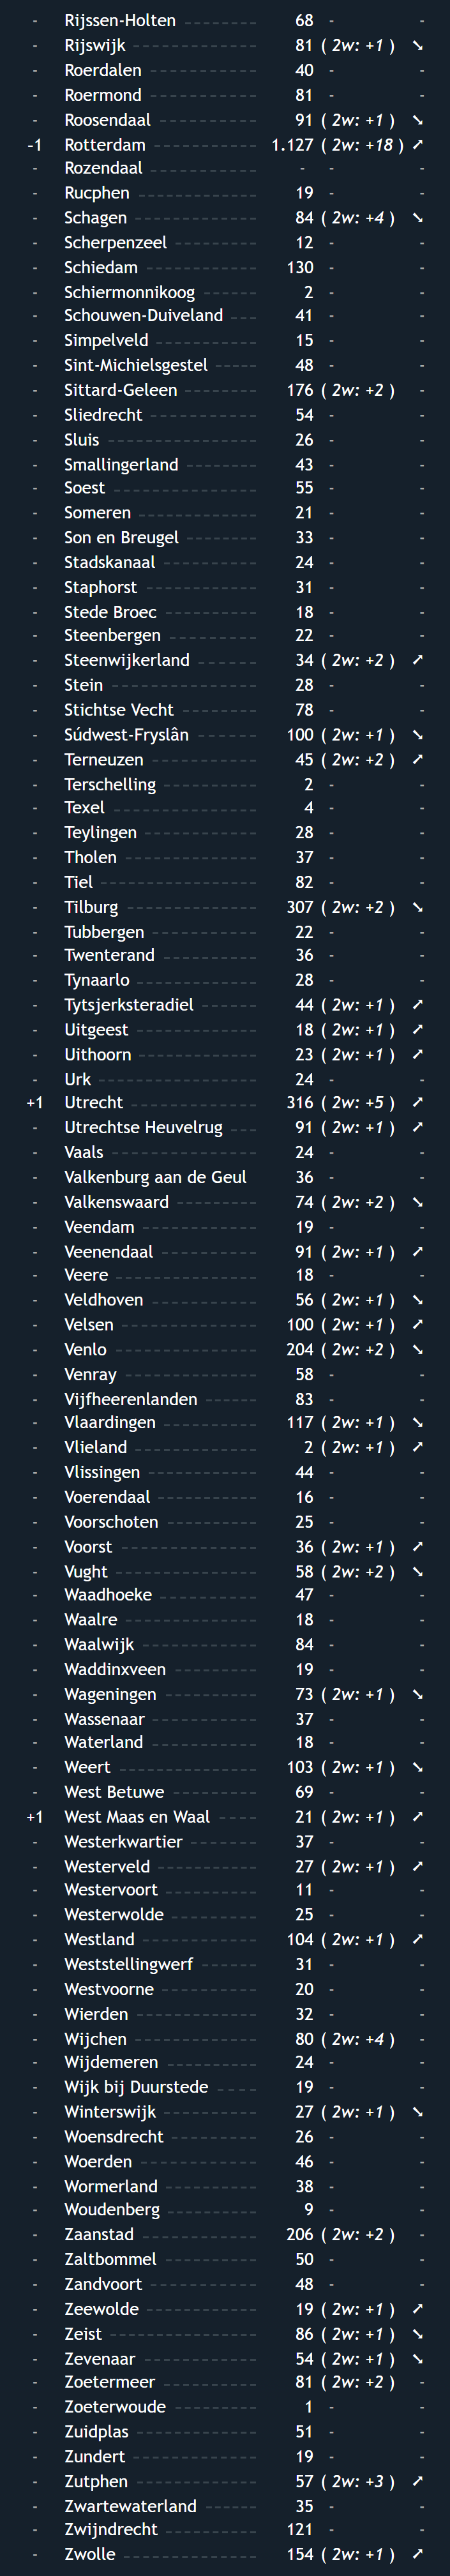 - Rijssen-Holten 68 - -
- Rijswijk 81 ( 2w: +1 ) ➘
- Roerdalen 40 - -
- Roermond 81 - -
- Roosendaal 91 ( 2w: +1 ) ➘
-1 Rotterdam 1.127 ( 2w: +18 ) ➚
- Rozendaal - - -
- Rucphen 19 - -
- Schagen 84 ( 2w: +4 ) ➘
- Scherpenzeel 12 - -
- Schiedam 130 - -
- Schiermonnikoog 2 - -
- Schouwen-Duiveland 41 - -
- Simpelveld 15 - -
- Sint-Michielsgestel 48 - -
- Sittard-Geleen 176 ( 2w: +2 ) -
- Sliedrecht 54 - -
- Sluis 26 - -
- Smallingerland 43 - -
- Soest 55 - -
- Someren 21 - -
- Son en Breugel 33 - -
- Stadskanaal 24 - -
- Staphorst 31 - -
- Stede Broec 18 - -
- Steenbergen 22 - -
- Steenwijkerland 34 ( 2w: +2 ) ➚
- Stein 28 - -
- Stichtse Vecht 78 - -
- Súdwest-Fryslân 100 ( 2w: +1 ) ➘
- Terneuzen 45 ( 2w: +2 ) ➚
- Terschelling 2 - -
- Texel 4 - -
- Teylingen 28 - -
- Tholen 37 - -
- Tiel 82 - -
- Tilburg 307 ( 2w: +2 ) ➘
- Tubbergen 22 - -
- Twenterand 36 - -
- Tynaarlo 28 - -
- Tytsjerksteradiel 44 ( 2w: +1 ) ➚
- Uitgeest 18 ( 2w: +1 ) ➚
- Uithoorn 23 ( 2w: +1 ) ➚
- Urk 24 - -
+1 Utrecht 316 ( 2w: +5 ) ➚
- Utrechtse Heuvelrug 91 ( 2w: +1 ) ➚
- Vaals 24 - -
- Valkenburg aan de Geul 36 - -
- Valkenswaard 74 ( 2w: +2 ) ➘
- Veendam 19 - -
- Veenendaal 91 ( 2w: +1 ) ➚
- Veere 18 - -
- Veldhoven 56 ( 2w: +1 ) ➘
- Velsen 100 ( 2w: +1 ) ➚
- Venlo 204 ( 2w: +2 ) ➘
- Venray 58 - -
- Vijfheerenlanden 83 - -
- Vlaardingen 117 ( 2w: +1 ) ➘
- Vlieland 2 ( 2w: +1 ) ➚
- Vlissingen 44 - -
- Voerendaal 16 - -
- Voorschoten 25 - -
- Voorst 36 ( 2w: +1 ) ➚
- Vught 58 ( 2w: +2 ) ➘
- Waadhoeke 47 - -
- Waalre 18 - -
- Waalwijk 84 - -
- Waddinxveen 19 - -
- Wageningen 73 ( 2w: +1 ) ➘
- Wassenaar 37 - -
- Waterland 18 - -
- Weert 103 ( 2w: +1 ) ➘
- West Betuwe 69 - -
+1 West Maas en Waal 21 ( 2w: +1 ) ➚
- Westerkwartier 37 - -
- Westerveld 27 ( 2w: +1 ) ➚
- Westervoort 11 - -
- Westerwolde 25 - -
- Westland 104 ( 2w: +1 ) ➚
- Weststellingwerf 31 - -
- Westvoorne 20 - -
- Wierden 32 - -
- Wijchen 80 ( 2w: +4 ) -
- Wijdemeren 24 - -
- Wijk bij Duurstede 19 - -
- Winterswijk 27 ( 2w: +1 ) ➘
- Woensdrecht 26 - -
- Woerden 46 - -
- Wormerland 38 - -
- Woudenberg 9 - -
- Zaanstad 206 ( 2w: +2 ) -
- Zaltbommel 50 - -
- Zandvoort 48 - -
- Zeewolde 19 ( 2w: +1 ) ➚
- Zeist 86 ( 2w: +1 ) ➘
- Zevenaar 54 ( 2w: +1 ) ➘
- Zoetermeer 81 ( 2w: +2 ) -
- Zoeterwoude 1 - -
- Zuidplas 51 - -
- Zundert 19 - -
- Zutphen 57 ( 2w: +3 ) ➚
- Zwartewaterland 35 - -
- Zwijndrecht 121 - -
- Zwolle 154 ( 2w: +1 ) ➚